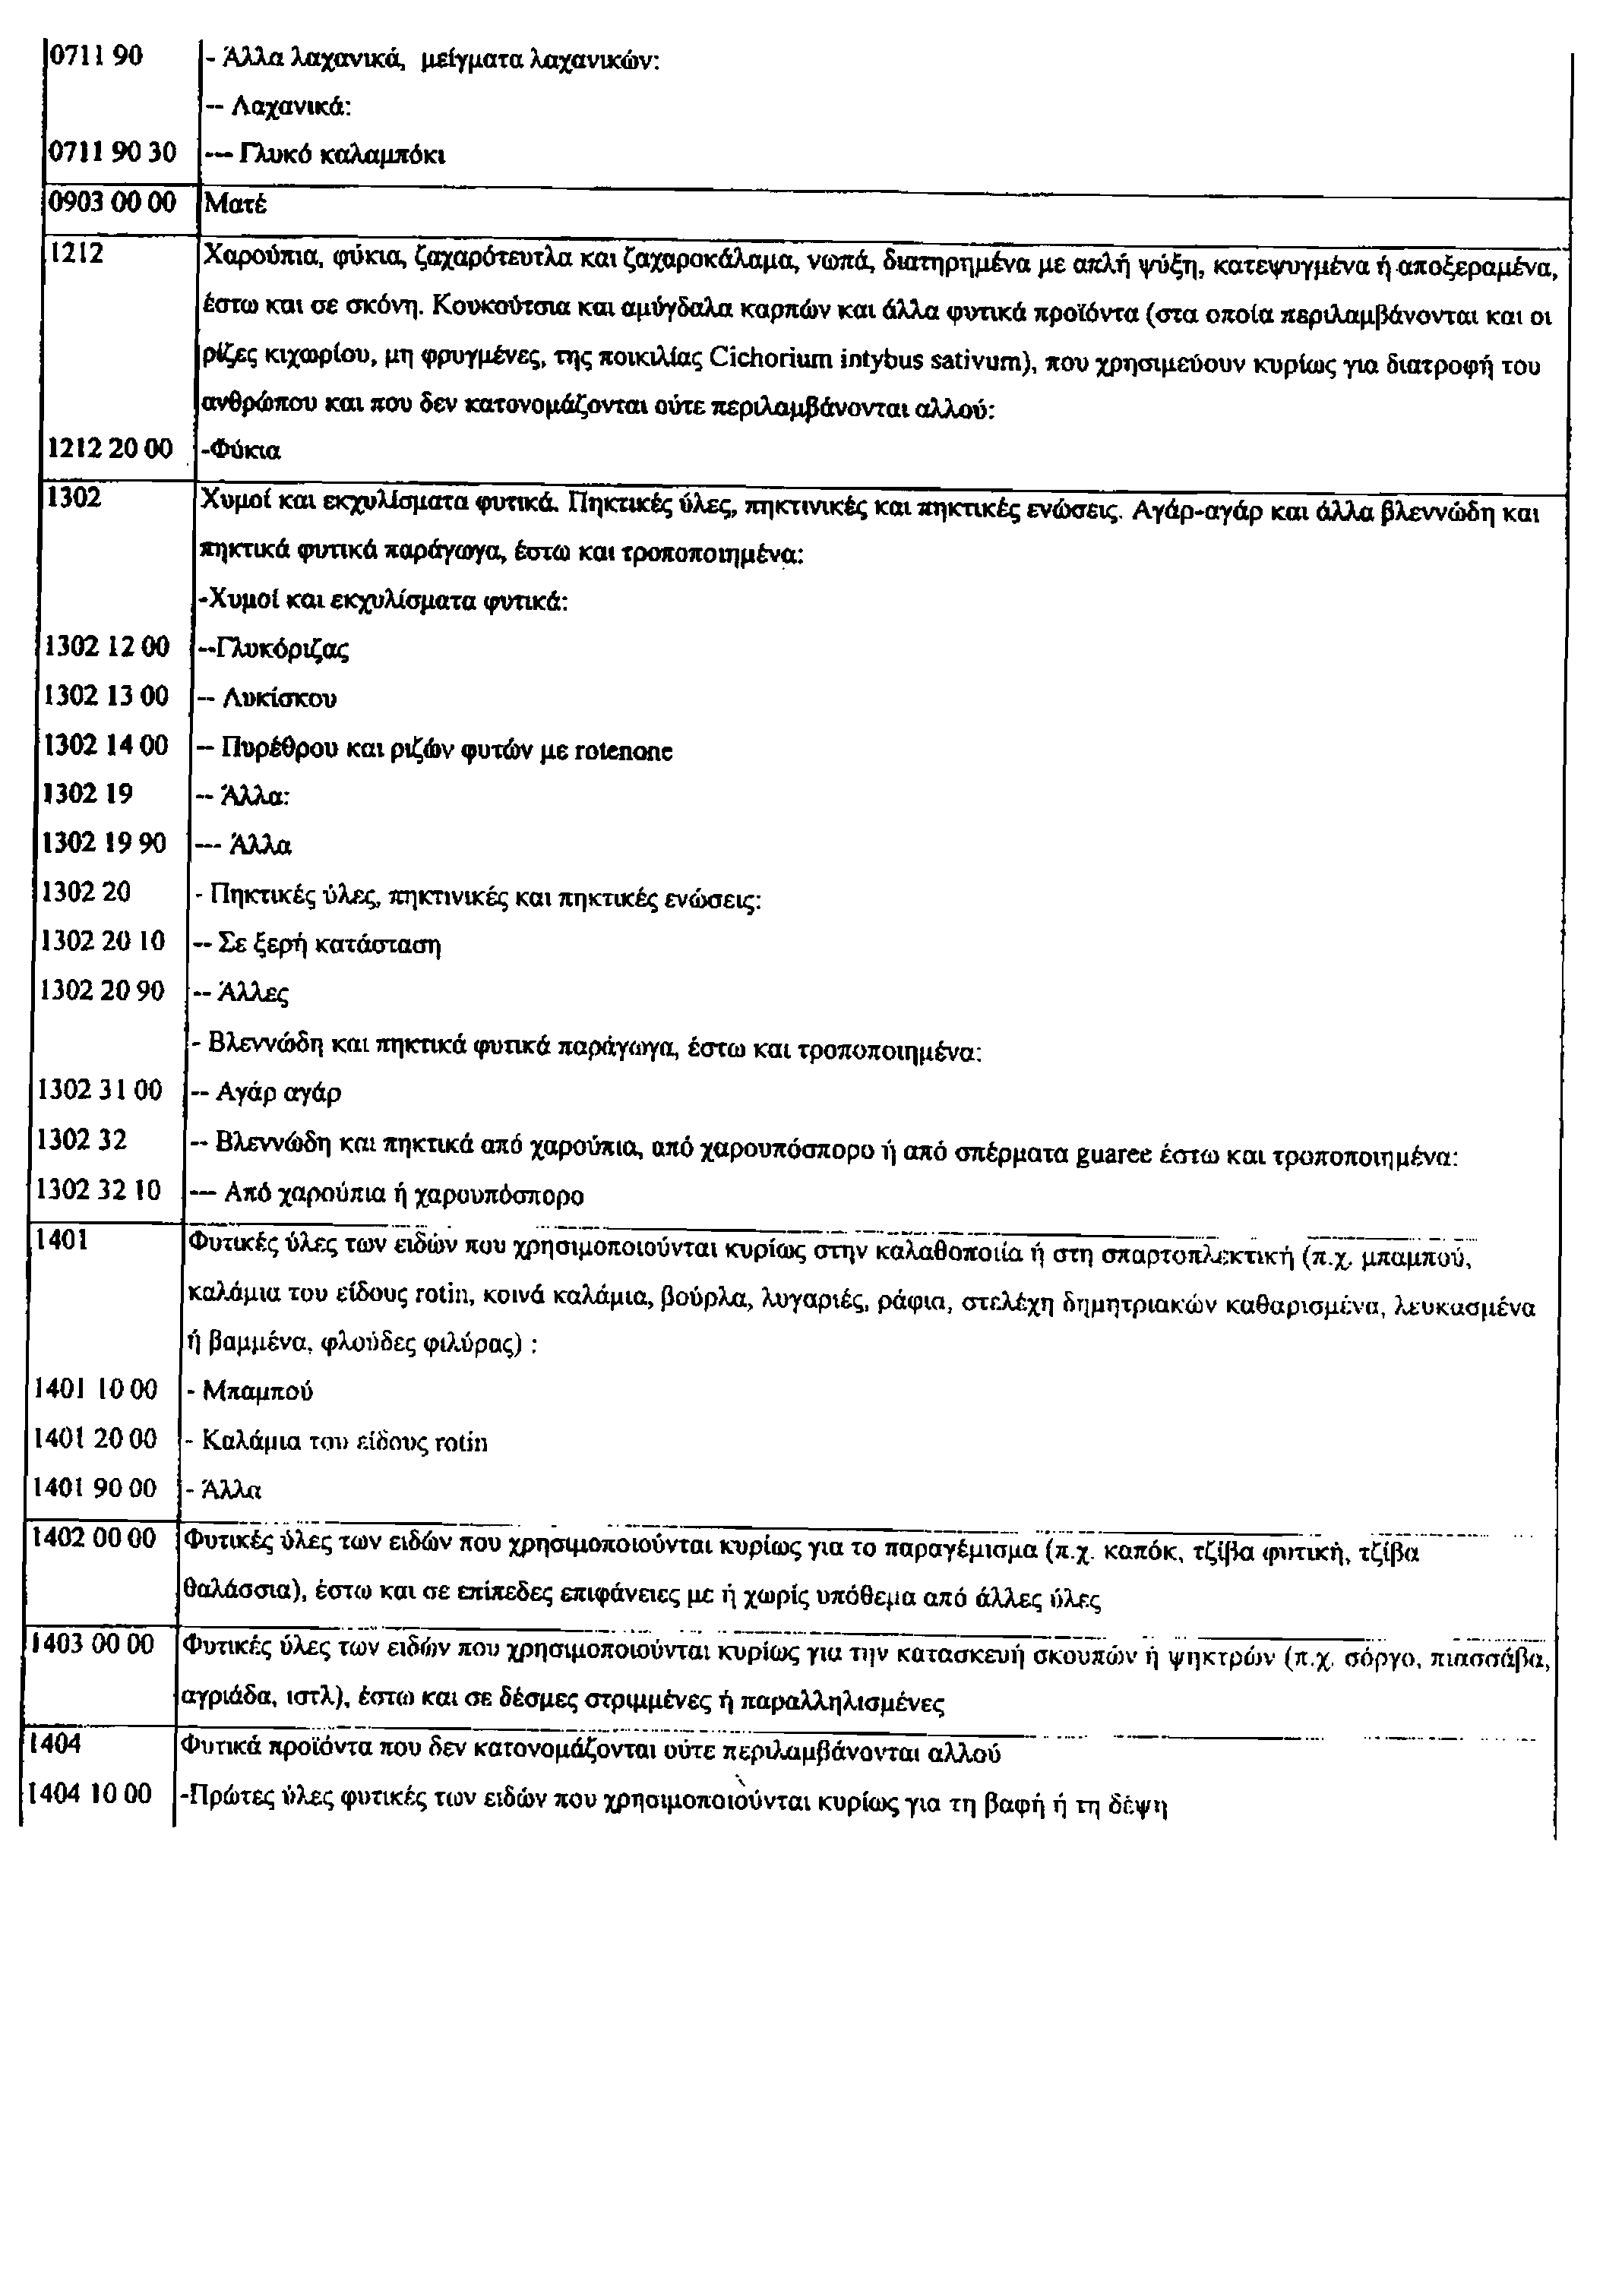 0711 90 - Άλλα λαχανικά, μείγματα λαχανικών:
-- Λαχανικά:
0711 90 30 --- Γλυκό καλαμπόκι
0903 00 00 Ματέ
1212 Χαρούπια, φύκια, ζαχαρότευτλα και ζαχαροκάλαμα, νωπά, διατηρημένα με απλή ψύξη, κατεψυγμένα ή αποξεραμένα,
έστω και σε σκόνη. Κουκούτσια και αμύγδαλα καρπών και άλλα φυτικά προϊόντα (στα οποία περιλαμβάνονται και οι
ρίζες κιχωρίου, μη φρυγμένες, της ποικιλίας Cichorium intybus sativum), που χρησιμεύουν κυρίως για διατροφή του
ανθρώπου και που δεν κατονομάζονται ούτε περιλαμβάνονται αλλού:
1212 20 00 -Φύκια
1302 Χυμοί και εκχυλίσματα φυτικά. Πηκτικές ύλες, πηκτινικές και πηκτικές ενώσεις. Αγάρ-αγάρ και άλλα βλεννώδη και
πηκτικά φυτικά παράγωγα, έστω και τροποποιημένα:
-Χυμοί και εκχυλίσματα φυτικά:
1302 12 00 --Γλυκόριζας
1302 13 00 -- Λυκίσκου
1302 14 00 -- Πυρέθρου και ριζών φυτών με rotenone
1302 19 -- Άλλα:
1302 19 90 --- Άλλα
1302 20 - Πηκτικές ύλες, πηκτινικές και πηκτικές ενώσεις:
1302 20 10 -- Σε ξερή κατάσταση
1302 20 90 -- Άλλες
- Βλεννώδη και πηκτικά φυτικά παράγωγα, έστω και τροποποιημένα:
1302 31 00 -- Αγάρ αγάρ
1302 32 -- Βλεννώδη και πηκτικά από χαρούπια, από χαρουπόσπορο ή από σπέρματα guaree έστω και τροποποιημένα:
1302 32 10 --- Από χαρούπια ή χαρουπόσπορο
1401 Φυτικές ύλες των ειδών που χρησιμοποιούνται κυρίως στην καλαθοποιία ή στη σπαρτοπλεκτική (π.χ. μπαμπού,
καλάμια του είδους rotin, κοινά καλάμια, βούρλα, λυγαριές, ράφια, στελέχη δημητριακών καθαρισμένα, λευκασμένα
ή βαμμένα, φλούδες φιλύρας) :
1401 10 00 - Μπαμπού
1401 20 00 - Καλάμια του είδους rotin
1401 90 00 - Άλλα
1402 00 00 Φυτικές ύλες των ειδών που χρησιμοποιούνται κυρίως για το παραγέμισμα (π.χ. καπόκ, τζίβα φυτική, τζίβα
θαλάσσια), έστω και σε επίπεδες επιφάνειες με ή χωρίς υπόθεμα από άλλες ύλες
1403 00 00 Φυτικές ύλες των ειδών που χρησιμοποιούνται κυρίως για την κατασκευή σκουπών ή ψηκτρών (π.χ. σόργο, πιασσάβα,
αγριάδα, ιστλ), έστω και σε δέσμες στριμμένες ή παραλληλισμένες
1404 Φυτικά προϊόντα που δεν κατονομάζονται ούτε περιλαμβάνονται αλλού
1404 10 00 -Πρώτες ύλες φυτικές των ειδών που χρησιμοποιούνται κυρίως για τη βαφή ή τη δέψη